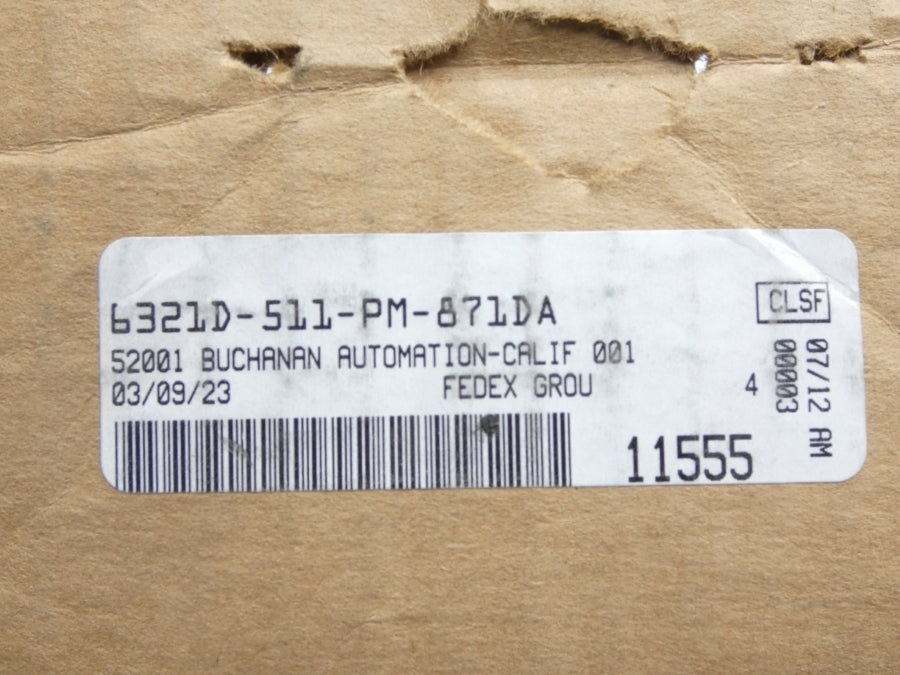 6321D-511-PM-871DA
CLSF
52001 BUCHANAN AUTOMATION-CALIF 001
03/09/23 FEDEX GROU 4
11555
07/12 AM
00003